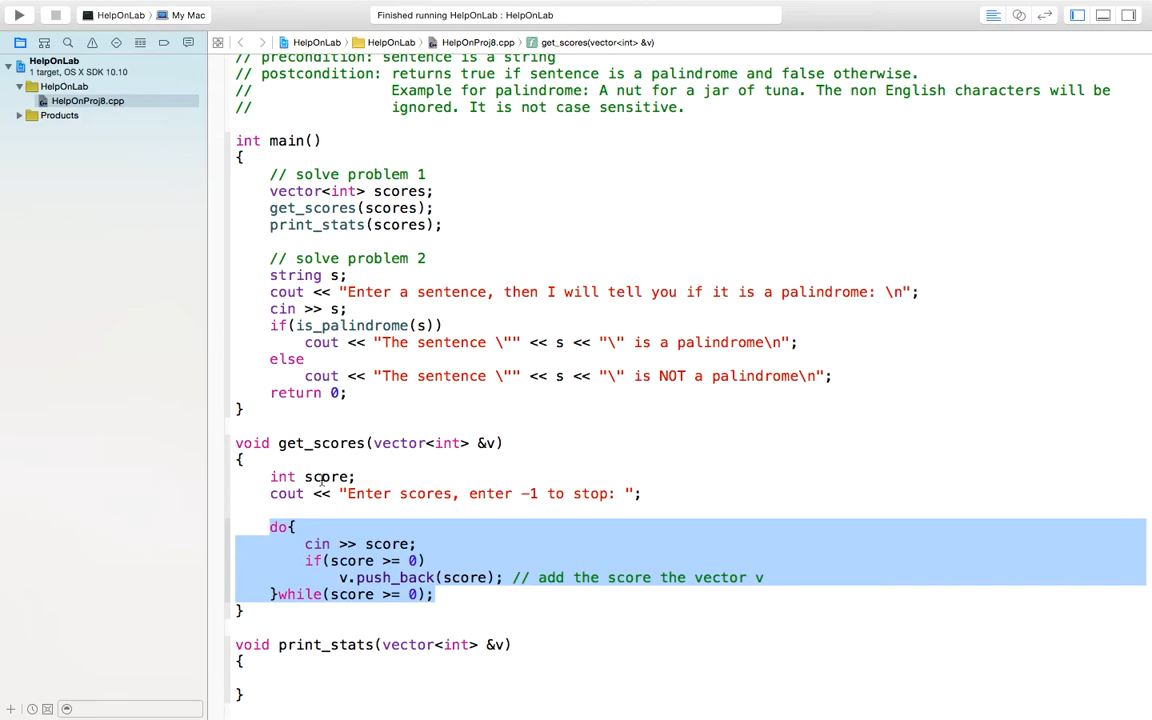 HelpOnLab › My Mac
Finished running HelpOnLab : HelpOnLab
HelpOnLab › HelpOnLab › HelpOnProj8.cpp › f get_scores(vector<int> &v)
HelpOnLab
1 target, OS X SDK 10.10
HelpOnLab
HelpOnProj8.cpp
Products
// precondition: sentence is a string
// postcondition: returns true if sentence is a palindrome and false otherwise.
// Example for palindrome: A nut for a jar of tuna. The non English characters will be
// ignored. It is not case sensitive.
int main()
{
// solve problem 1
vector<int> scores;
get_scores(scores);
print_stats(scores);
// solve problem 2
string s;
cout << "Enter a sentence, then I will tell you if it is a palindrome: \n";
cin >> s;
if(is_palindrome(s))
cout << "The sentence \"" << s << "\" is a palindrome\n";
else
cout << "The sentence \"" << s << "\" is NOT a palindrome\n";
return 0;
}
void get_scores(vector<int> &v)
{
int score;
cout << "Enter scores, enter -1 to stop: ";
do{
cin >> score;
if(score >= 0)
v.push_back(score); // add the score the vector v
}while(score >= 0);
}
void print_stats(vector<int> &v)
{
}